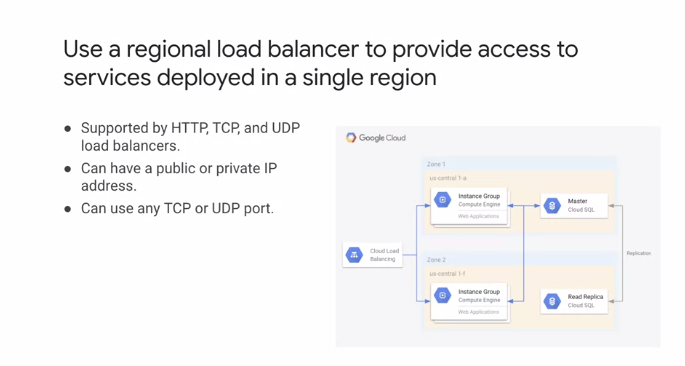 Use a regional load balancer to provide access to
services deployed in a single region
● Supported by HTTP, TCP, and UDP
load balancers.
● Can have a public or private IP
address.
● Can use any TCP or UDP port.
Google Cloud
Zone 1
us-central 1-a
Instance Group
Compute Engine
Web Applications
Master
Cloud SQL
Cloud Load
Balancing
Replication
Zone 2
us-central 1-f
Instance Group
Compute Engine
Web Applications
Read Replica
Cloud SQL